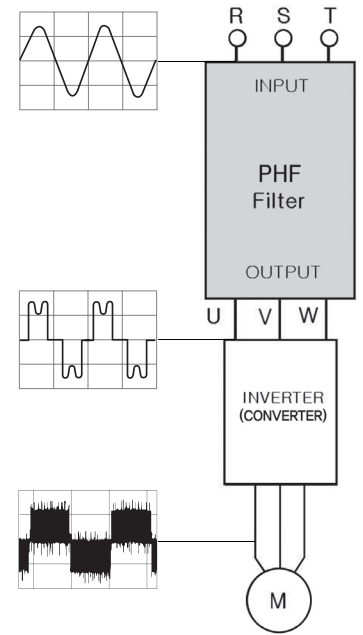 R S T
INPUT
PHF
Filter
OUTPUT
U V W
INVERTER
(CONVERTER)
M